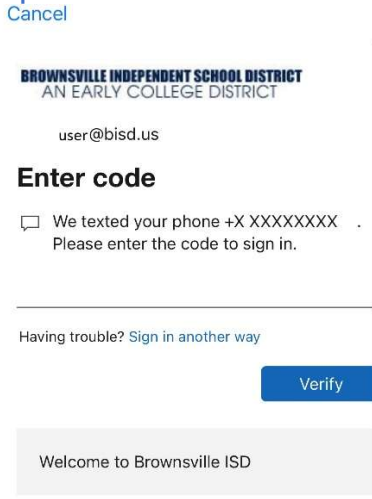 Cancel
BROWNSVILLE INDEPENDENT SCHOOL DISTRICT
AN EARLY COLLEGE DISTRICT
user@bisd.us
Enter code
We texted your phone +X XXXXXXXX .
Please enter the code to sign in.
Having trouble? Sign in another way
Verify
Welcome to Brownsville ISD